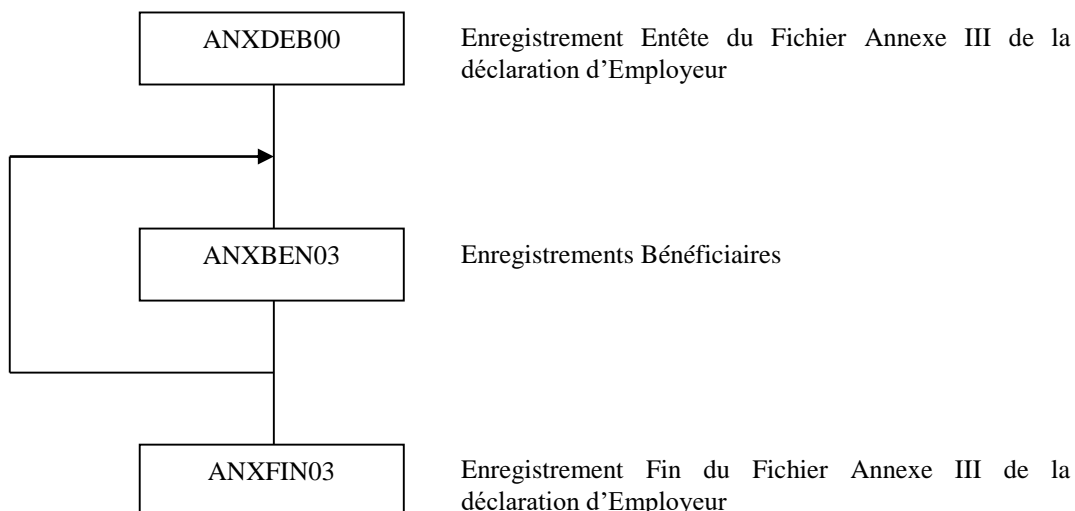 ANXDEB00
Enregistrement Entête du Fichier Annexe III de la
déclaration d’Employeur
ANXBEN03
Enregistrements Bénéficiaires
ANXFIN03
Enregistrement Fin du Fichier Annexe III de la
déclaration d’Employeur